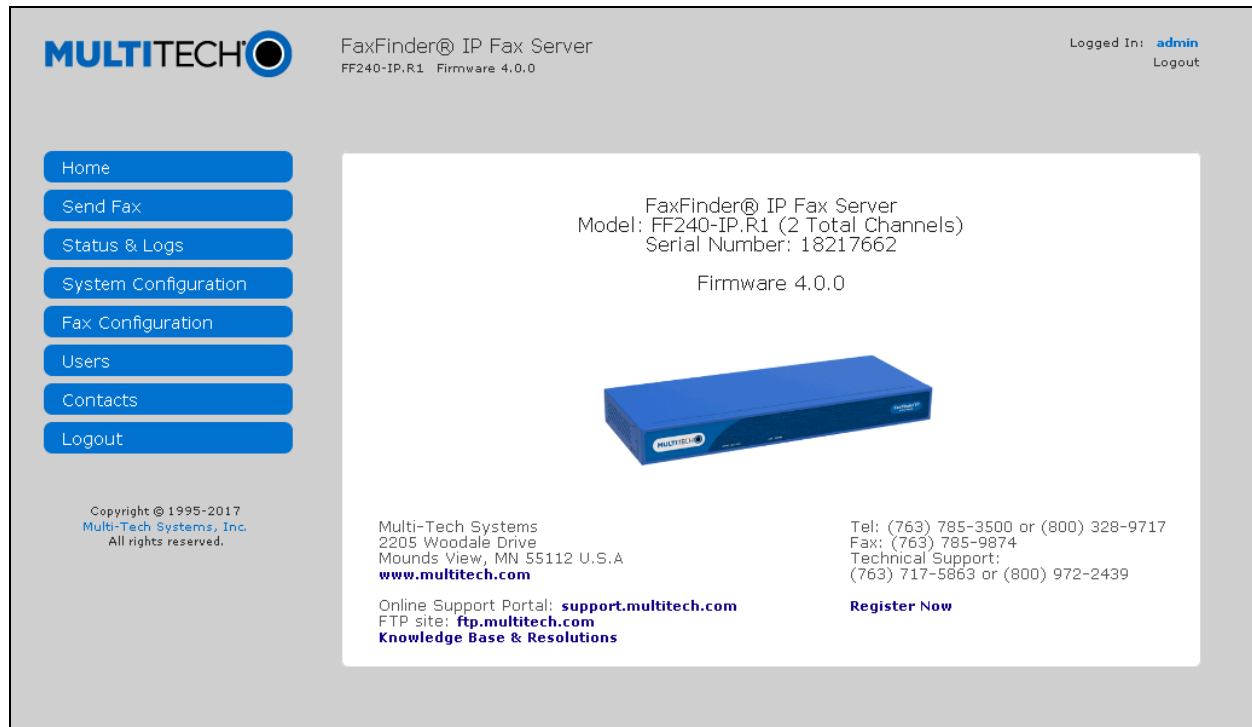 MULTITECH
FaxFinder® IP Fax Server
FF240-IP.R1 Firmware 4.0.0
Logged In: admin
Logout
Home
Send Fax
Status & Logs
System Configuration
Fax Configuration
Users
Contacts
Logout
Copyright © 1995-2017
Multi-Tech Systems, Inc.
All rights reserved.
FaxFinder® IP Fax Server
Model: FF240-IP.R1 (2 Total Channels)
Serial Number: 18217662
Firmware 4.0.0
MULTITECH
Multi-Tech Systems
2205 Woodale Drive
Mounds View, MN 55112 U.S.A
www.multitech.com
Online Support Portal: support.multitech.com
FTP site: ftp.multitech.com
Knowledge Base & Resolutions
Tel: (763) 785-3500 or (800) 328-9717
Fax: (763) 785-9874
Technical Support:
(763) 717-5863 or (800) 972-2439
Register Now